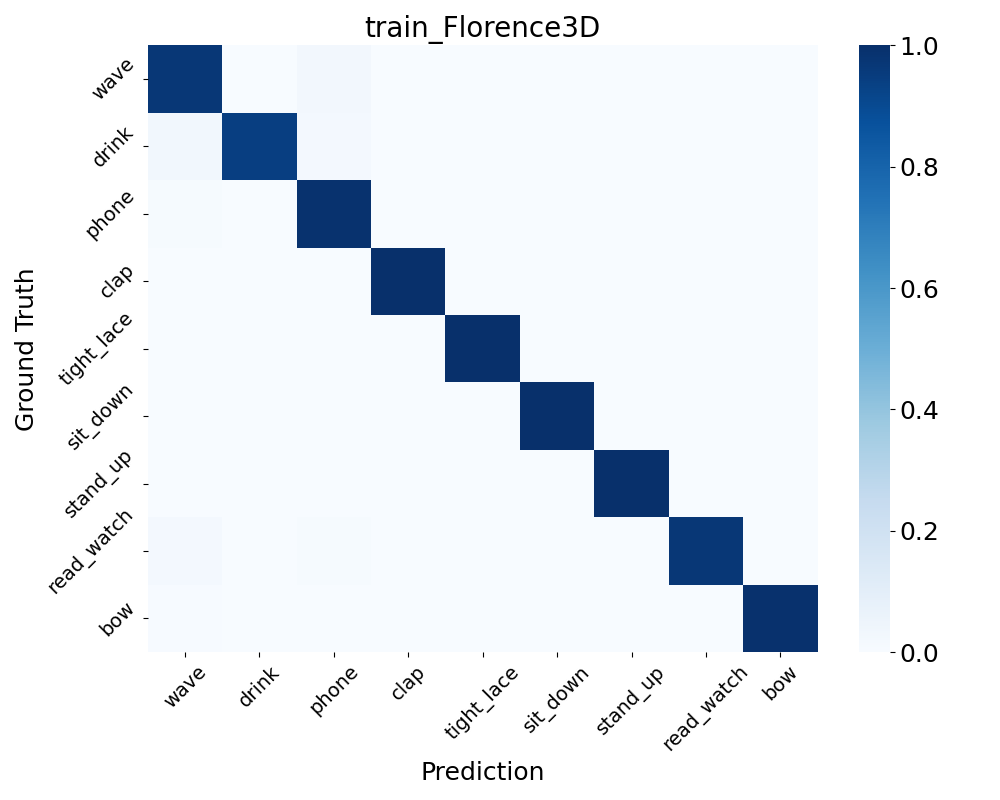 train_Florence3D
Ground Truth
wave
drink
phone
clap
tight_lace
sit_down
stand_up
read_watch
bow
wave
drink
phone
clap
tight_lace
sit_down
stand_up
read_watch
bow
Prediction
1.0
0.8
0.6
0.4
0.2
0.0